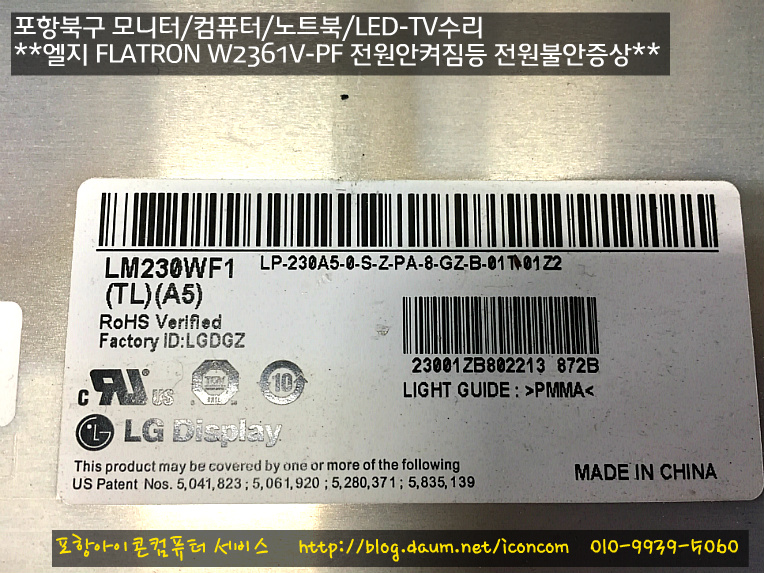 포항북구 모니터/컴퓨터/노트북/LED-TV수리
**엘지 FLATRON W2361V-PF 전원안켜짐등 전원불안증상**
LM230WF1
LP-230A5-0-S-Z-PA-8-GZ-B-01T-01Z2
(TL)(A5)
RoHS Verified
Factory ID:LGDGZ
23001ZB802213 872B
LIGHT GUIDE : >PMMA<
c RU US
10
LG Display
This product may be covered by one or more of the following
US Patent Nos. 5,041,823 ; 5,061,920 ; 5,280,371 ; 5,835,139
MADE IN CHINA
포항아이콘컴퓨터 서비스 http://blog.daum.net/iconcom 010-9939-5060